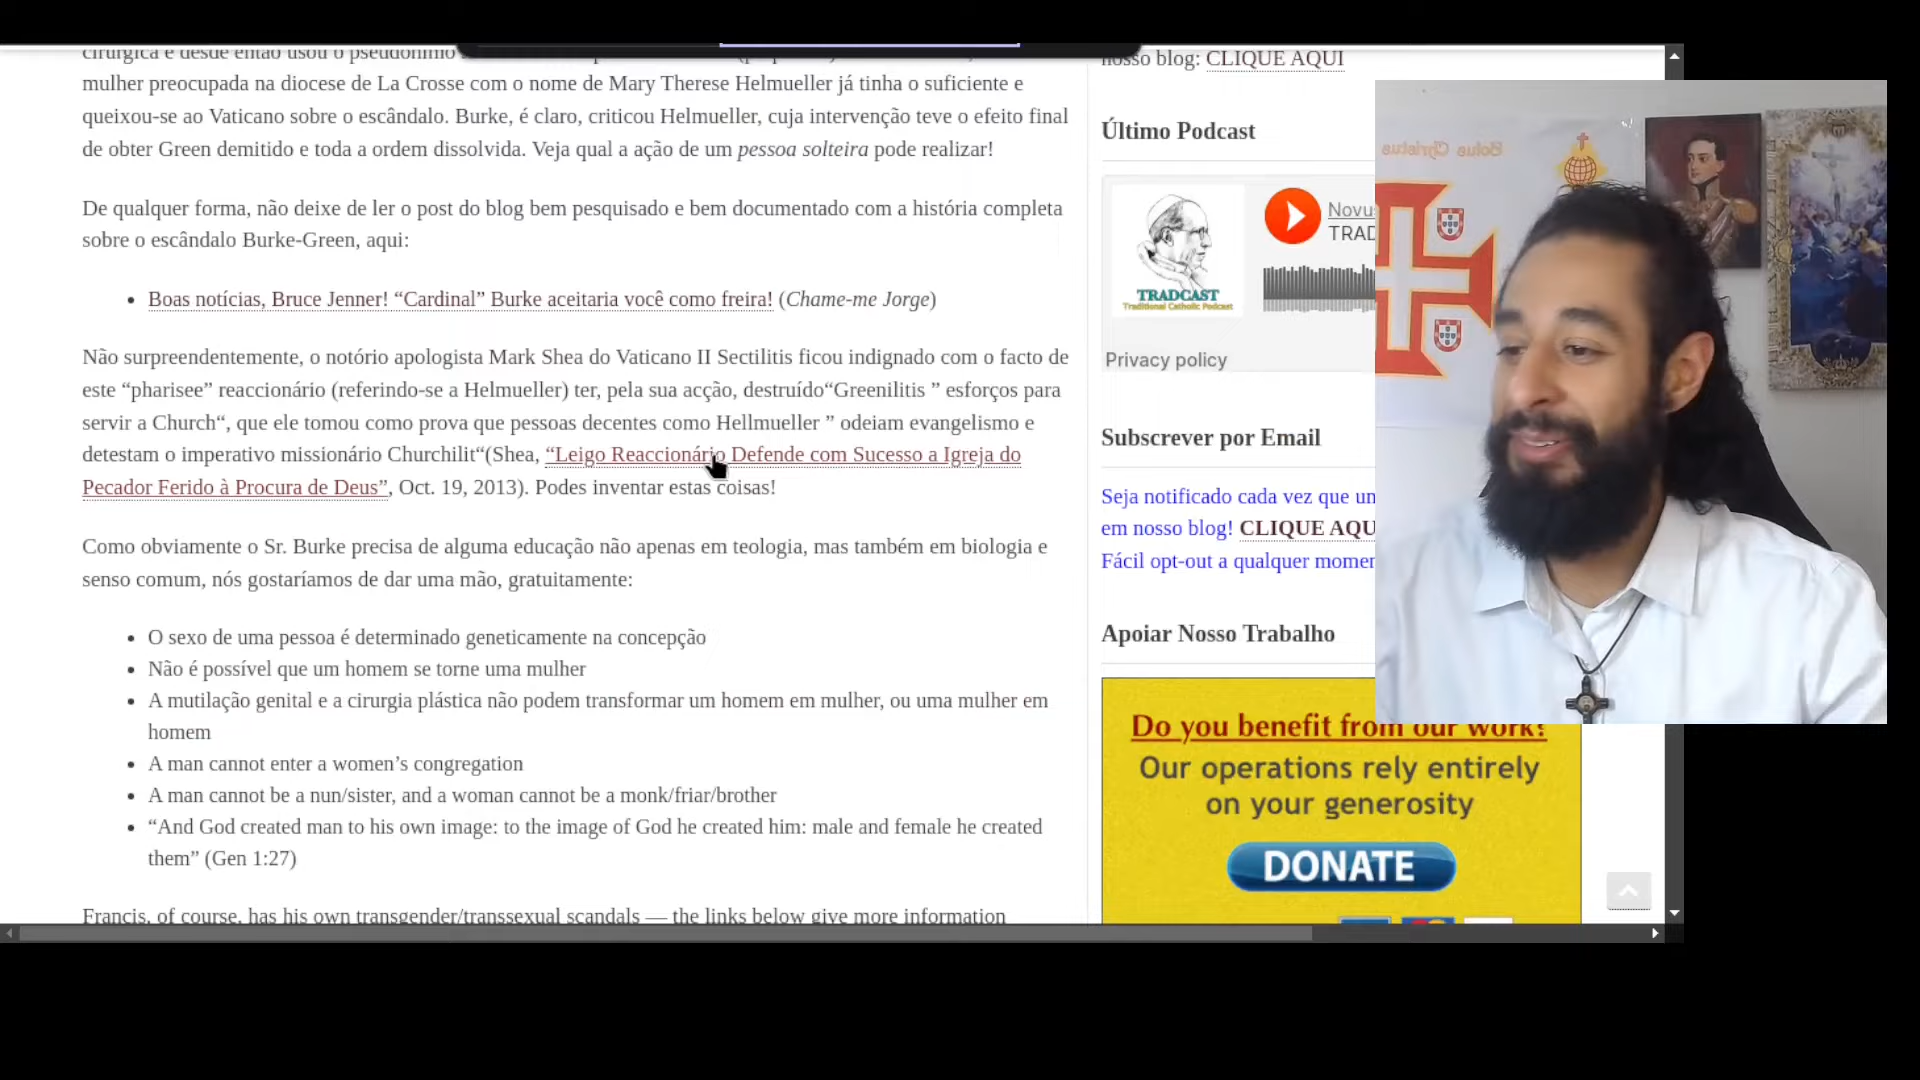 mulher preocupada na diocese de La Crosse com o nome de Mary Therese Helmueller já tinha o suficiente e
queixou-se ao Vaticano sobre o escândalo. Burke, é claro, criticou Helmueller, cuja intervenção teve o efeito final
de obter Green demitido e toda a ordem dissolvida. Veja qual a ação de um pessoa solteira pode realizar!
De qualquer forma, não deixe de ler o post do blog bem pesquisado e bem documentado com a história completa
sobre o escândalo Burke-Green, aqui:
• Boas notícias, Bruce Jenner! “Cardinal” Burke aceitaria você como freira! (Chame-me Jorge)
Não surpreendentemente, o notório apologista Mark Shea do Vaticano II Sectilitis ficou indignado com o facto de
este “pharisee” reaccionário (referindo-se a Helmueller) ter, pela sua acção, destruído“Greenilitis ” esforços para
servir a Church“, que ele tomou como prova que pessoas decentes como Hellmueller ” odeiam evangelismo e
detestam o imperativo missionário Churchilit“(Shea, “Leigo Reaccionário Defende com Sucesso a Igreja do
Pecador Ferido à Procura de Deus”, Oct. 19, 2013). Podes inventar estas coisas!
Como obviamente o Sr. Burke precisa de alguma educação não apenas em teologia, mas também em biologia e
senso comum, nós gostaríamos de dar uma mão, gratuitamente:
• O sexo de uma pessoa é determinado geneticamente na concepção
• Não é possível que um homem se torne uma mulher
• A mutilação genital e a cirurgia plástica não podem transformar um homem em mulher, ou uma mulher em
homem
• A man cannot enter a women’s congregation
• A man cannot be a nun/sister, and a woman cannot be a monk/friar/brother
• “And God created man to his own image: to the image of God he created him: male and female he created
them” (Gen 1:27)
Francis, of course, has his own transgender/transsexual scandals — the links below give more information
nosso blog: CLIQUE AQUI
Último Podcast
Novu
TRAD
TRADCAST
Traditional Catholic Podcast
Privacy policy
Subscrever por Email
Seja notificado cada vez que um
em nosso blog! CLIQUE AQU
Fácil opt-out a qualquer momen
Apoiar Nosso Trabalho
Do you benefit from our work?
Our operations rely entirely
on your generosity
DONATE